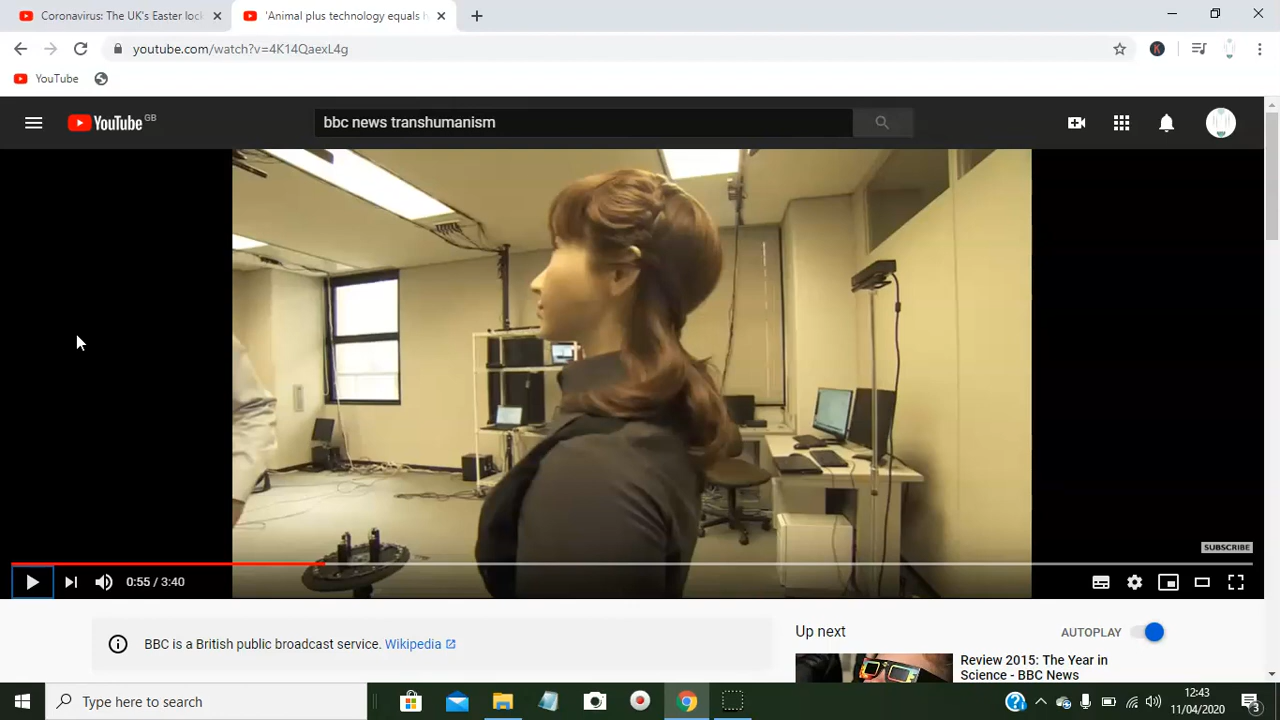 Coronavirus: The UK's Easter loc
'Animal plus technology equals h
youtube.com/watch?v=4K14QaexL4g
YouTube
YouTube GB
bbc news transhumanism
SUBSCRIBE
0:55 / 3:40
BBC is a British public broadcast service. Wikipedia
Up next
AUTOPLAY
Review 2015: The Year in
Science - BBC News
Type here to search
12:43
11/04/2020
3